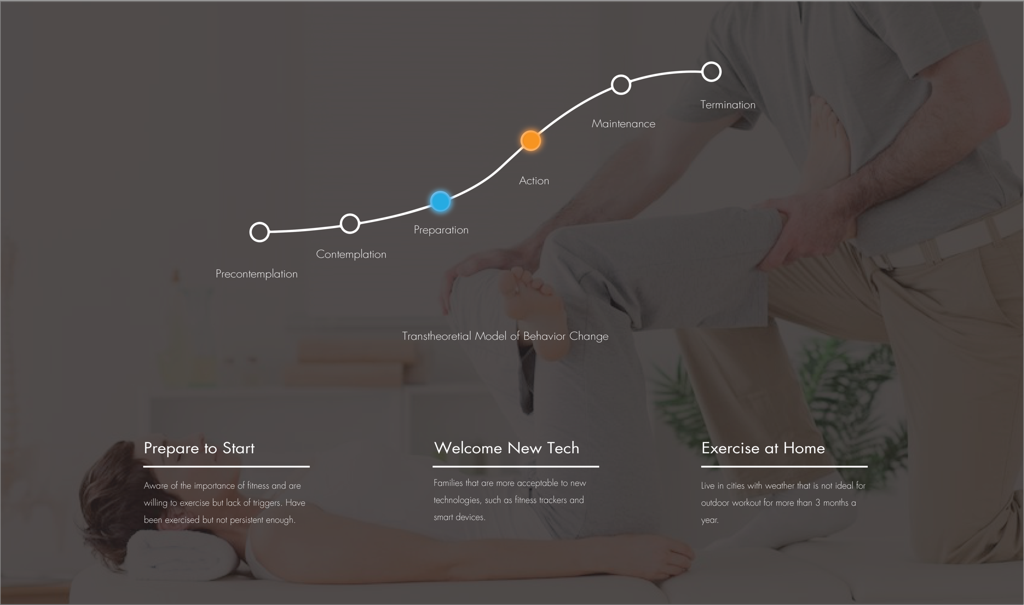 Termination
Maintenance
Action
Preparation
Contemplation
Precontemplation
Transtheoretial Model of Behavior Change
Prepare to Start
Aware of the importance of fitness and are
willing to exercise but lack of triggers. Have
been exercised but not persistent enough.
Welcome New Tech
Families that are more acceptable to new
technologies, such as fitness trackers and
smart devices.
Exercise at Home
Live in cities with weather that is not ideal for
outdoor workout for more than 3 months a
year.